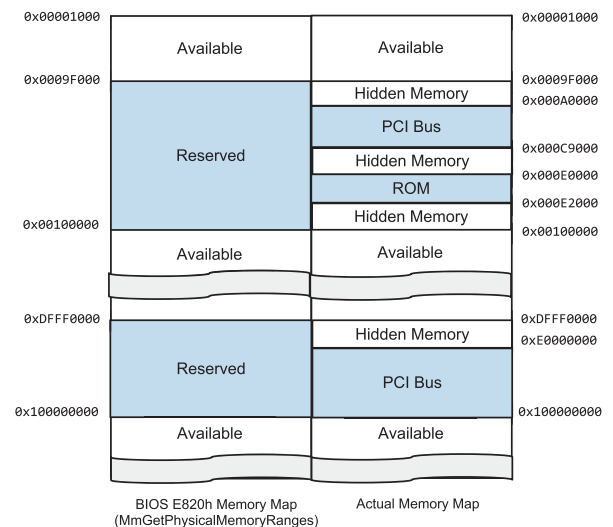 0x00001000
Available
Available
0x00001000
0x0009F000
0x0009F000
Hidden Memory
0x000A0000
PCI Bus
0x000C9000
Reserved
Hidden Memory
0x000E0000
ROM
0x000E2000
Hidden Memory
0x00100000
0x00100000
Available
Available
0xDFFF0000
0xDFFF0000
Hidden Memory
0xE0000000
Reserved
PCI Bus
0x100000000
0x100000000
Available
Available
BIOS E820h Memory Map
(MmGetPhysicalMemoryRanges)
Actual Memory Map